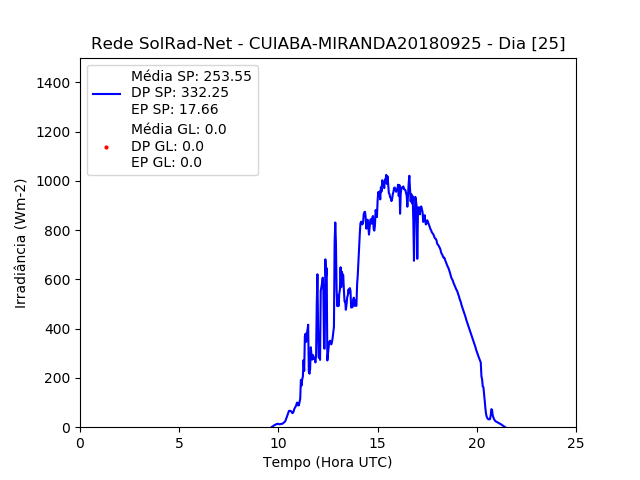 Rede SolRad-Net - CUIABA-MIRANDA20180925 - Dia [25]
Média SP: 253.55
DP SP: 332.25
EP SP: 17.66
Média GL: 0.0
DP GL: 0.0
EP GL: 0.0
Irradiância (Wm-2)
1400
1200
1000
800
600
400
200
0
0 5 10 15 20 25
Tempo (Hora UTC)